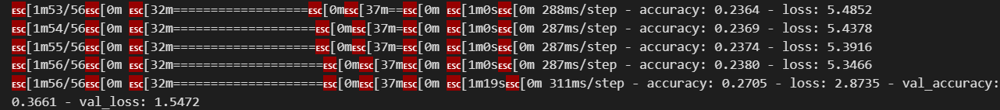 ESC[1m53/56ESC[0m ESC[32m==================ESC[0mESC[37m==ESC[0m ESC[1m0sESC[0m 288ms/step - accuracy: 0.2364 - loss: 5.4852
ESC[1m54/56ESC[0m ESC[32m===================ESC[0mESC[37m=ESC[0m ESC[1m0sESC[0m 287ms/step - accuracy: 0.2369 - loss: 5.4378
ESC[1m55/56ESC[0m ESC[32m===================ESC[0mESC[37m=ESC[0m ESC[1m0sESC[0m 287ms/step - accuracy: 0.2374 - loss: 5.3916
ESC[1m56/56ESC[0m ESC[32m====================ESC[0mESC[37mESC[0m ESC[1m0sESC[0m 287ms/step - accuracy: 0.2380 - loss: 5.3466
ESC[1m56/56ESC[0m ESC[32m====================ESC[0mESC[37mESC[0m ESC[1m19sESC[0m 311ms/step - accuracy: 0.2705 - loss: 2.8735 - val_accuracy:
0.3661 - val_loss: 1.5472